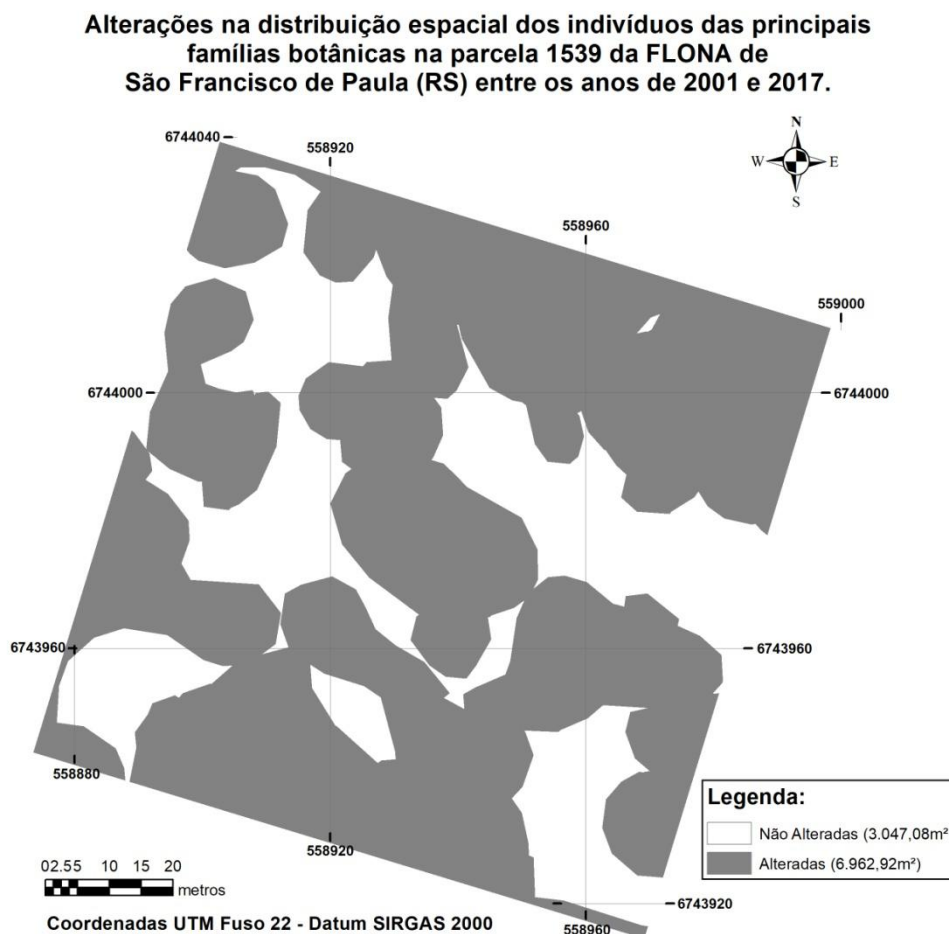 Alterações na distribuição espacial dos indivíduos das principais
famílias botânicas na parcela 1539 da FLONA de
São Francisco de Paula (RS) entre os anos de 2001 e 2017.
N
W E
S
6744040
558920
558960
559000
6744000
6744000
6743960
6743960
558880
558920
6743920
558960
Legenda:
Não Alteradas (3.047,08m²
Alteradas (6.962,92m²)
02.55 10 15 20
metros
Coordenadas UTM Fuso 22 - Datum SIRGAS 2000